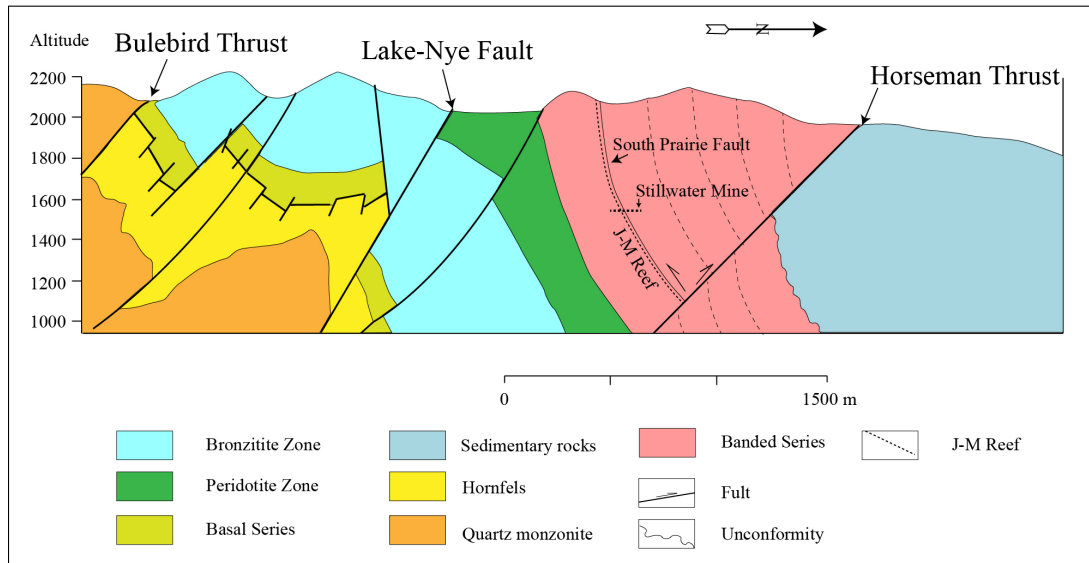 Altitude
Bulebird Thrust
Lake-Nye Fault
N
Horseman Thrust
2200
2000
1800
1600
1400
1200
1000
South Prairie Fault
Stillwater Mine
J-M Reef
0
1500 m
Bronzitite Zone
Sedimentary rocks
Banded Series
J-M Reef
Peridotite Zone
Hornfels
Fult
Basal Series
Quartz monzonite
Unconformity